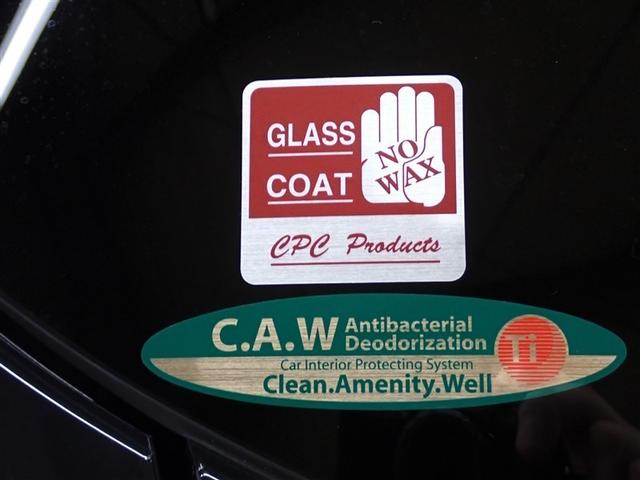 GLASS
COAT
NO
WAX
CPC Products
C.A.W Antibacterial
Deodorization
Ti
Car Interior Protecting System
Clean.Amenity.Well